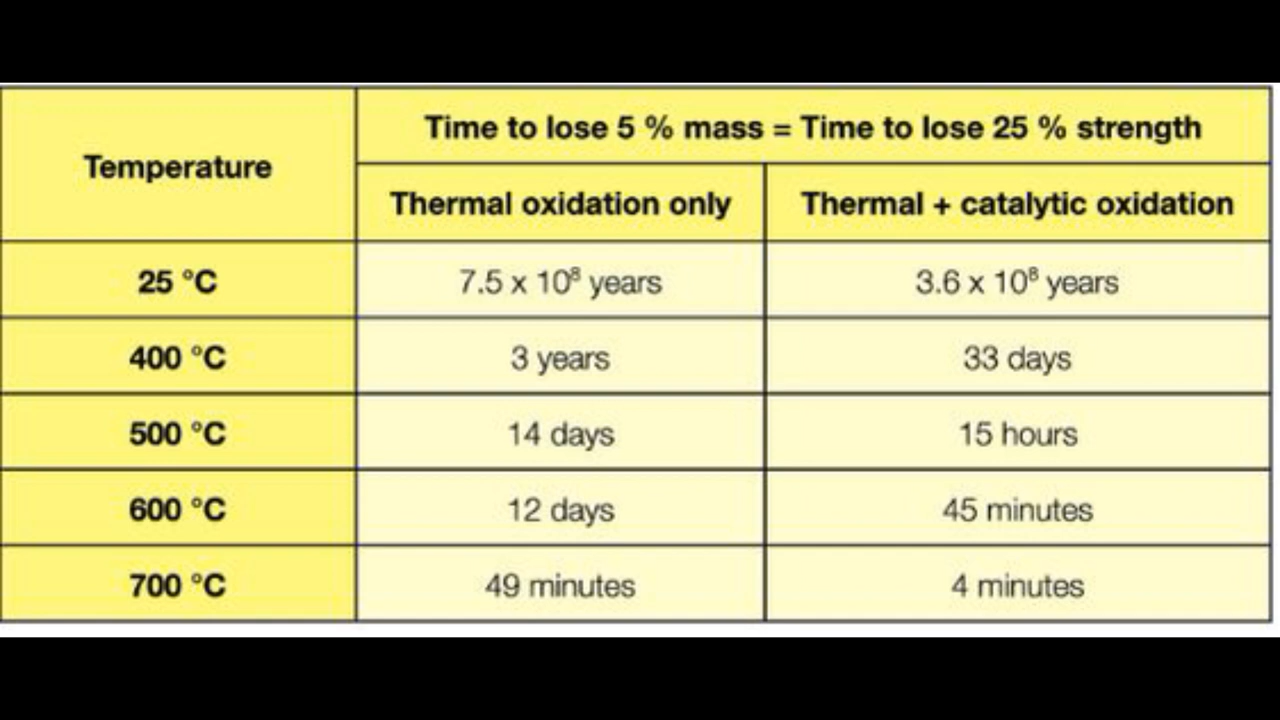 Time to lose 5 % mass = Time to lose 25 % strength
Temperature
Thermal oxidation only Thermal + catalytic oxidation
25 °C 7.5 x 10⁸ years 3.6 x 10⁸ years
400 °C 3 years 33 days
500 °C 14 days 15 hours
600 °C 12 days 45 minutes
700 °C 49 minutes 4 minutes